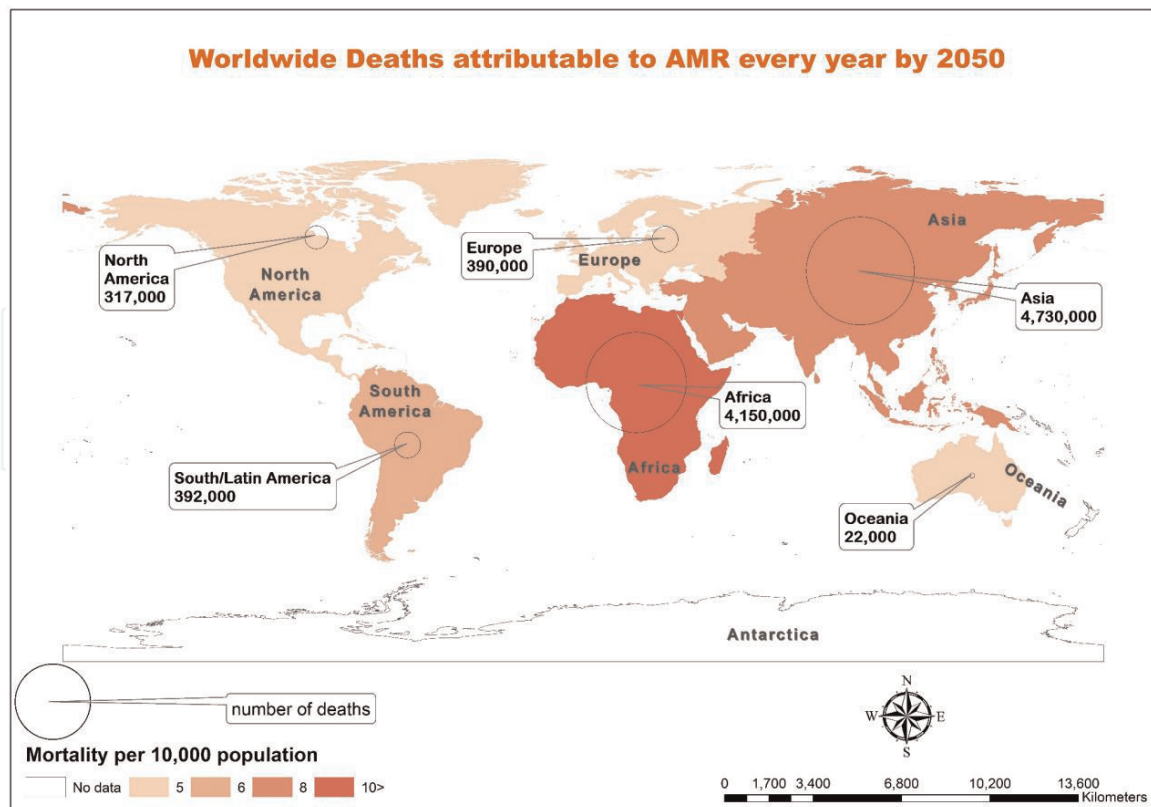 Worldwide Deaths attributable to AMR every year by 2050
North
America
317,000
North
America
Europe
390,000
Europe
Asia
Asia
4,730,000
South
America
Africa
4,150,000
South/Latin America
392,000
Africa
Oceania
Oceania
22,000
Antarctica
number of deaths
N
W E
S
Mortality per 10,000 population
No data 5 6 8 10>
0 1,700 3,400 6,800 10,200 13,600
Kilometers